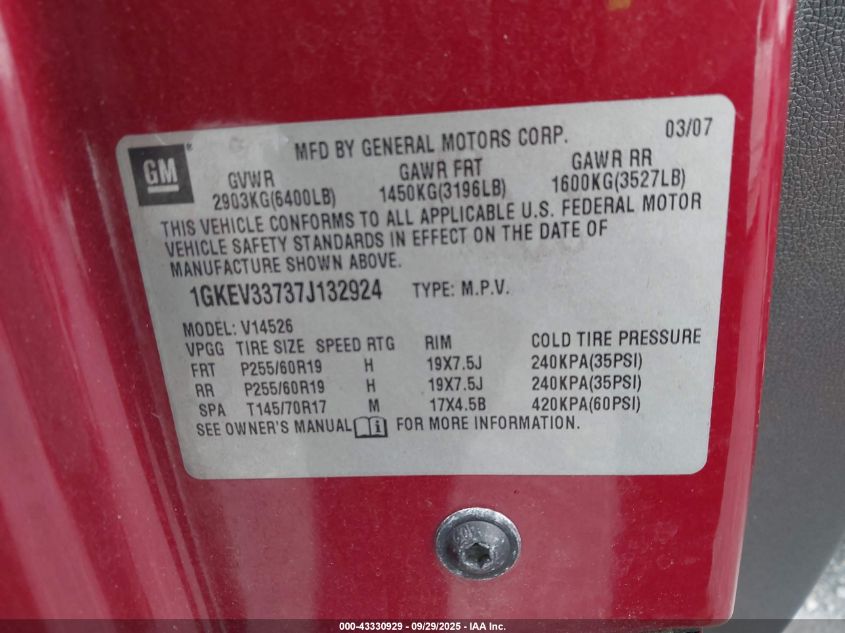 GM
MFD BY GENERAL MOTORS CORP. 03/07
GVWR GAWR FRT GAWR RR
2903KG(6400LB) 1450KG(3196LB) 1600KG(3527LB)
THIS VEHICLE CONFORMS TO ALL APPLICABLE U.S. FEDERAL MOTOR
VEHICLE SAFETY STANDARDS IN EFFECT ON THE DATE OF
MANUFACTURE SHOWN ABOVE.
1GKEV33737J132924 TYPE: M.P.V.
MODEL: V14526
VPGG TIRE SIZE SPEED RTG RIM COLD TIRE PRESSURE
FRT P255/60R19 H 19X7.5J 240KPA(35PSI)
RR P255/60R19 H 19X7.5J 240KPA(35PSI)
SPA T145/70R17 M 17X4.5B 420KPA(60PSI)
SEE OWNER'S MANUAL i FOR MORE INFORMATION.
000-43330929 - 09/29/2025 - IAA Inc.